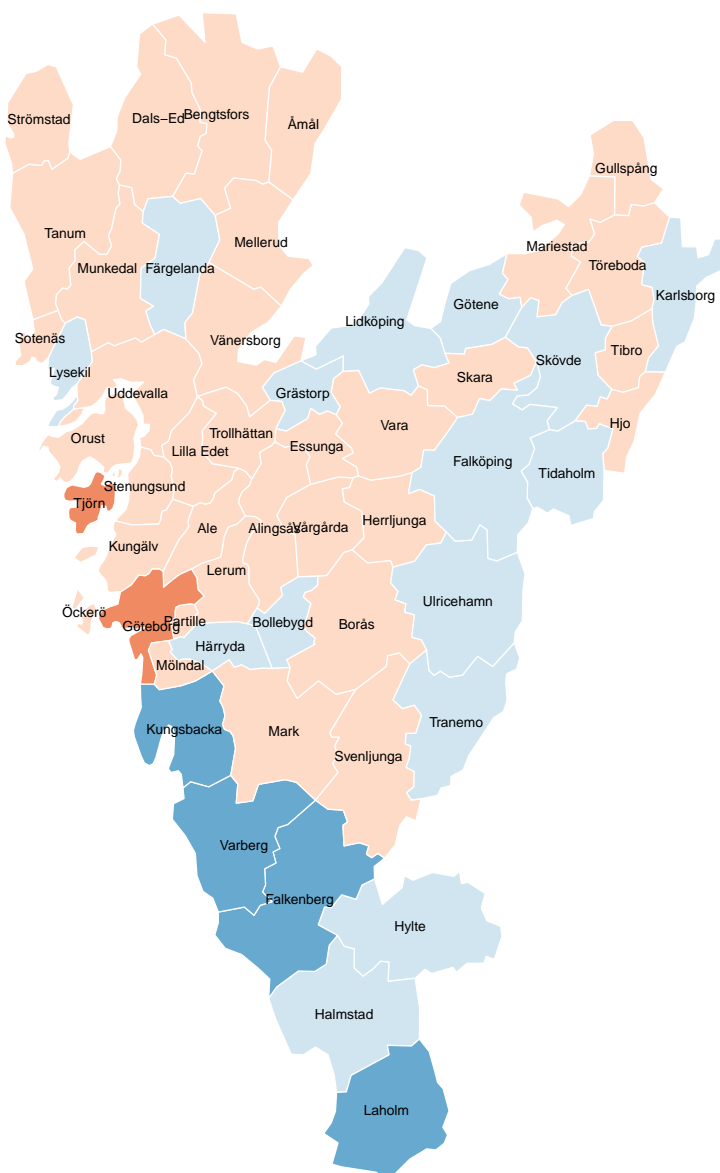 Strömstad
Dals−Ed
Bengtsfors
Åmål
Gullspång
Tanum
Munkedal
Färgelanda
Mellerud
Mariestad
Töreboda
Karlsborg
Götene
Lidköping
Sotenäs
Lysekil
Vänersborg
Skövde
Tibro
Skara
Uddevalla
Grästorp
Hjo
Orust
Lilla Edet
Trollhättan
Essunga
Vara
Falköping
Tidaholm
Stenungsund
Tjörn
Kungälv
Ale
Alingsås
Vårgårda
Herrljunga
Lerum
Öckerö
Göteborg
Partille
Bollebygd
Borås
Ulricehamn
Härryda
Mölndal
Kungsbacka
Mark
Svenljunga
Tranemo
Varberg
Falkenberg
Hylte
Halmstad
Laholm